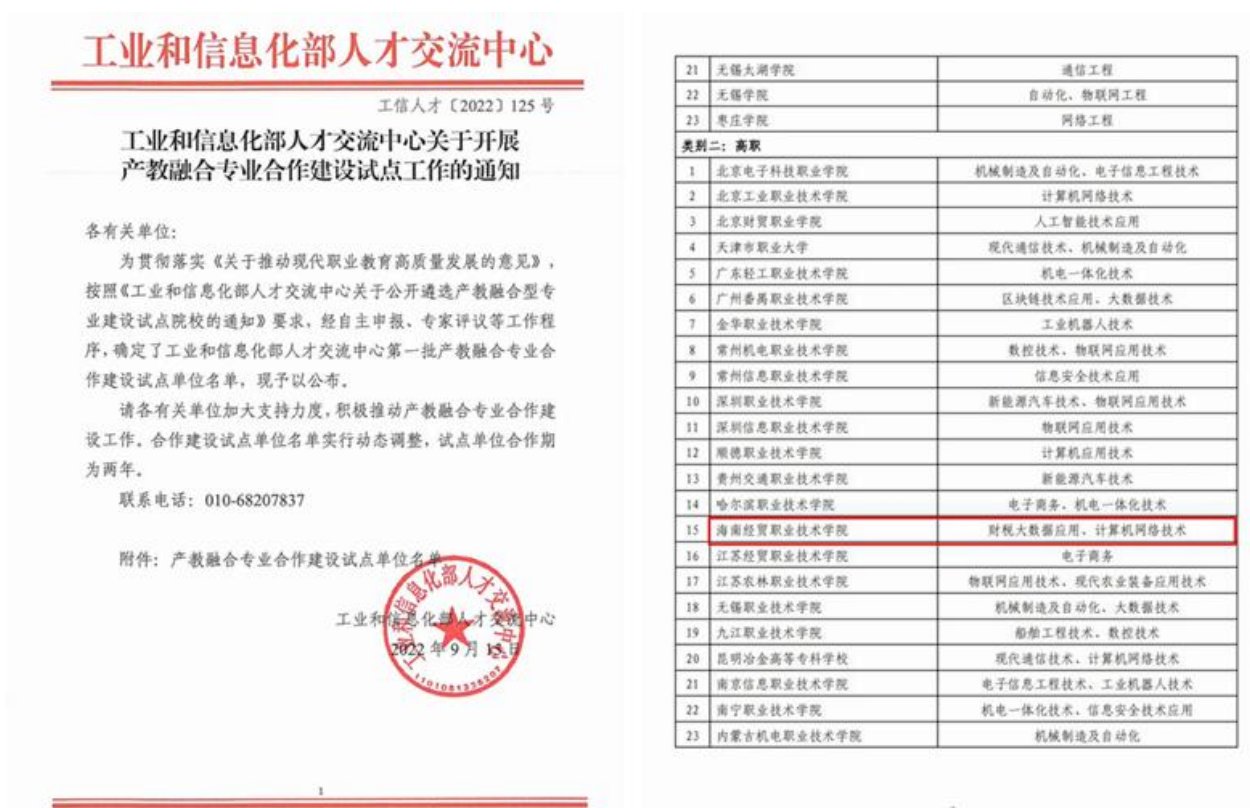 工业和信息化部人才交流中心
工信人才〔2022〕125 号
工业和信息化部人才交流中心关于开展
产教融合专业合作建设试点工作的通知
各有关单位：
为贯彻落实《关于推动现代职业教育高质量发展的意见》，
按照《工业和信息化部人才交流中心关于公开遴选产教融合型专
业建设试点院校的通知》要求，经自主申报、专家评议等工作程
序，确定了工业和信息化部人才交流中心第一批产教融合专业合
作建设试点单位名单，现予以公布。
请各有关单位加大支持力度，积极推动产教融合专业合作建
设工作。合作建设试点单位名单实行动态调整，试点单位合作期
为两年。
联系电话：010-68207837
附件：产教融合专业合作建设试点单位名单
工业和信息化部人才交流中心
2022 年 9 月 15 日
工业和信息化部人才交流中心
1
21 无锡太湖学院 通信工程
22 无锡学院 自动化、物联网工程
23 枣庄学院 网络工程
类别二：高职
1 北京电子科技职业学院 机械制造及自动化、电子信息工程技术
2 北京工业职业技术学院 计算机网络技术
3 北京财贸职业学院 人工智能技术应用
4 天津市职业大学 现代通信技术、机械制造及自动化
5 广东轻工职业技术学院 机电一体化技术
6 广州番禺职业技术学院 区块链技术应用、大数据技术
7 金华职业技术学院 工业机器人技术
8 常州机电职业技术学院 数控技术、物联网应用技术
9 常州信息职业技术学院 信息安全技术应用
10 深圳职业技术学院 新能源汽车技术、物联网应用技术
11 深圳信息职业技术学院 物联网应用技术
12 顺德职业技术学院 计算机应用技术
13 贵州交通职业技术学院 新能源汽车技术
14 哈尔滨职业技术学院 电子商务、机电一体化技术
15 海南经贸职业技术学院 财税大数据应用、计算机网络技术
16 江苏经贸职业技术学院 电子商务
17 江苏农林职业技术学院 物联网应用技术、现代农业装备应用技术
18 无锡职业技术学院 机械制造及自动化、大数据技术
19 九江职业技术学院 船舶工程技术、数控技术
20 昆明冶金高等专科学校 现代通信技术、计算机网络技术
21 南京信息职业技术学院 电子信息工程技术、工业机器人技术
22 南宁职业技术学院 机电一体化技术、信息安全技术应用
23 内蒙古机电职业技术学院 机械制造及自动化